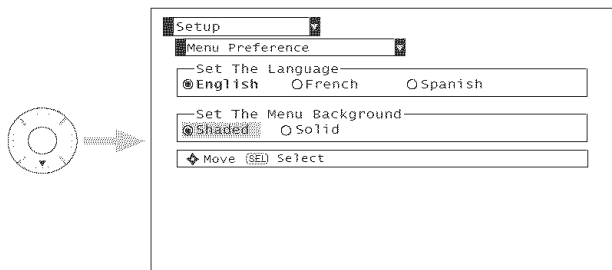 Setup
Menu Preference
Set The Language
English French Spanish
Set The Menu Background
Shaded Solid
Move SEL Select